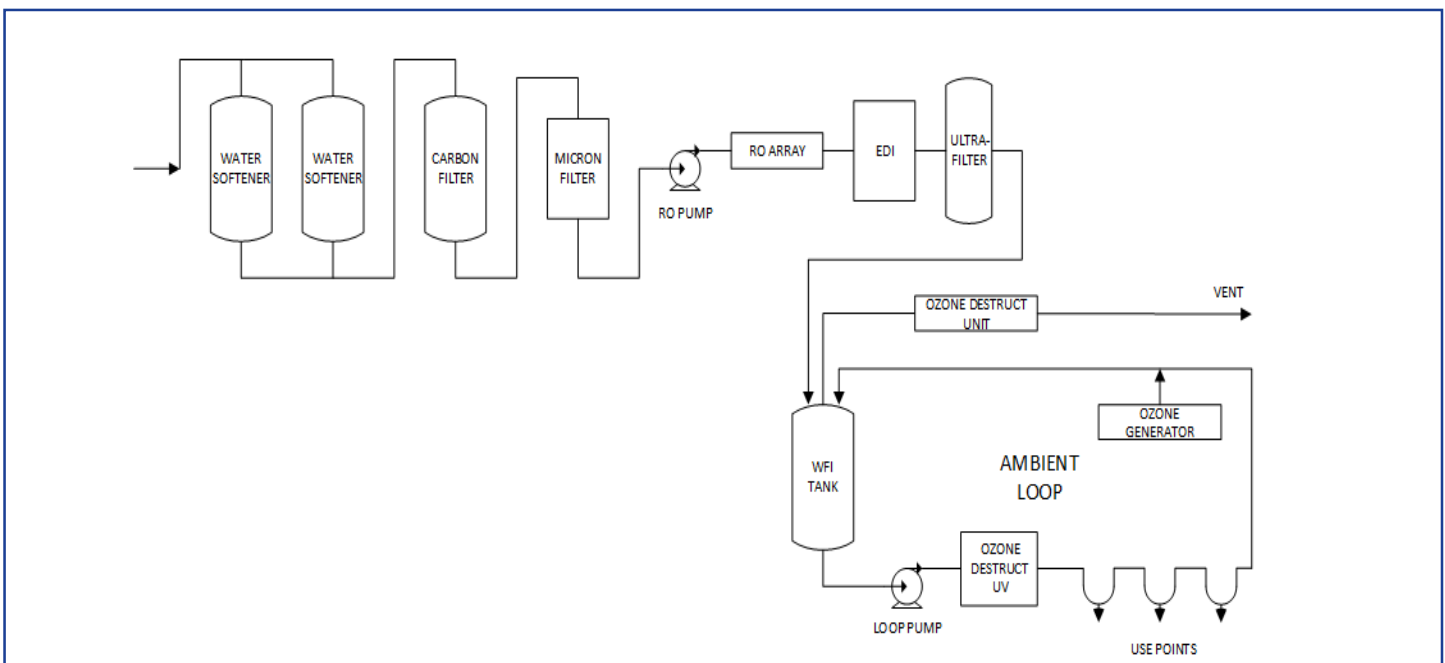 WATER
SOFTENER
WATER
SOFTENER
CARBON
FILTER
MICRON
FILTER
RO PUMP
RO ARRAY
EDI
ULTRA-
FILTER
OZONE DESTRUCT
UNIT
VENT
OZONE
GENERATOR
WFI
TANK
AMBIENT
LOOP
LOOP PUMP
OZONE
DESTRUCT
UV
USE POINTS